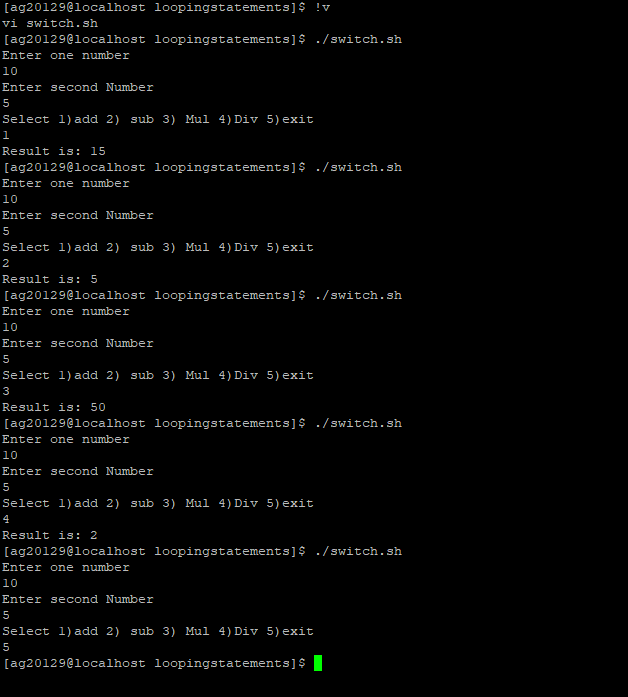 [ag20129@localhost loopingstatements]$ !v
vi switch.sh
[ag20129@localhost loopingstatements]$ ./switch.sh
Enter one number
10
Enter second Number
5
Select 1)add 2) sub 3) Mul 4)Div 5)exit
1
Result is: 15
[ag20129@localhost loopingstatements]$ ./switch.sh
Enter one number
10
Enter second Number
5
Select 1)add 2) sub 3) Mul 4)Div 5)exit
2
Result is: 5
[ag20129@localhost loopingstatements]$ ./switch.sh
Enter one number
10
Enter second Number
5
Select 1)add 2) sub 3) Mul 4)Div 5)exit
3
Result is: 50
[ag20129@localhost loopingstatements]$ ./switch.sh
Enter one number
10
Enter second Number
5
Select 1)add 2) sub 3) Mul 4)Div 5)exit
4
Result is: 2
[ag20129@localhost loopingstatements]$ ./switch.sh
Enter one number
10
Enter second Number
5
Select 1)add 2) sub 3) Mul 4)Div 5)exit
5
[ag20129@localhost loopingstatements]$